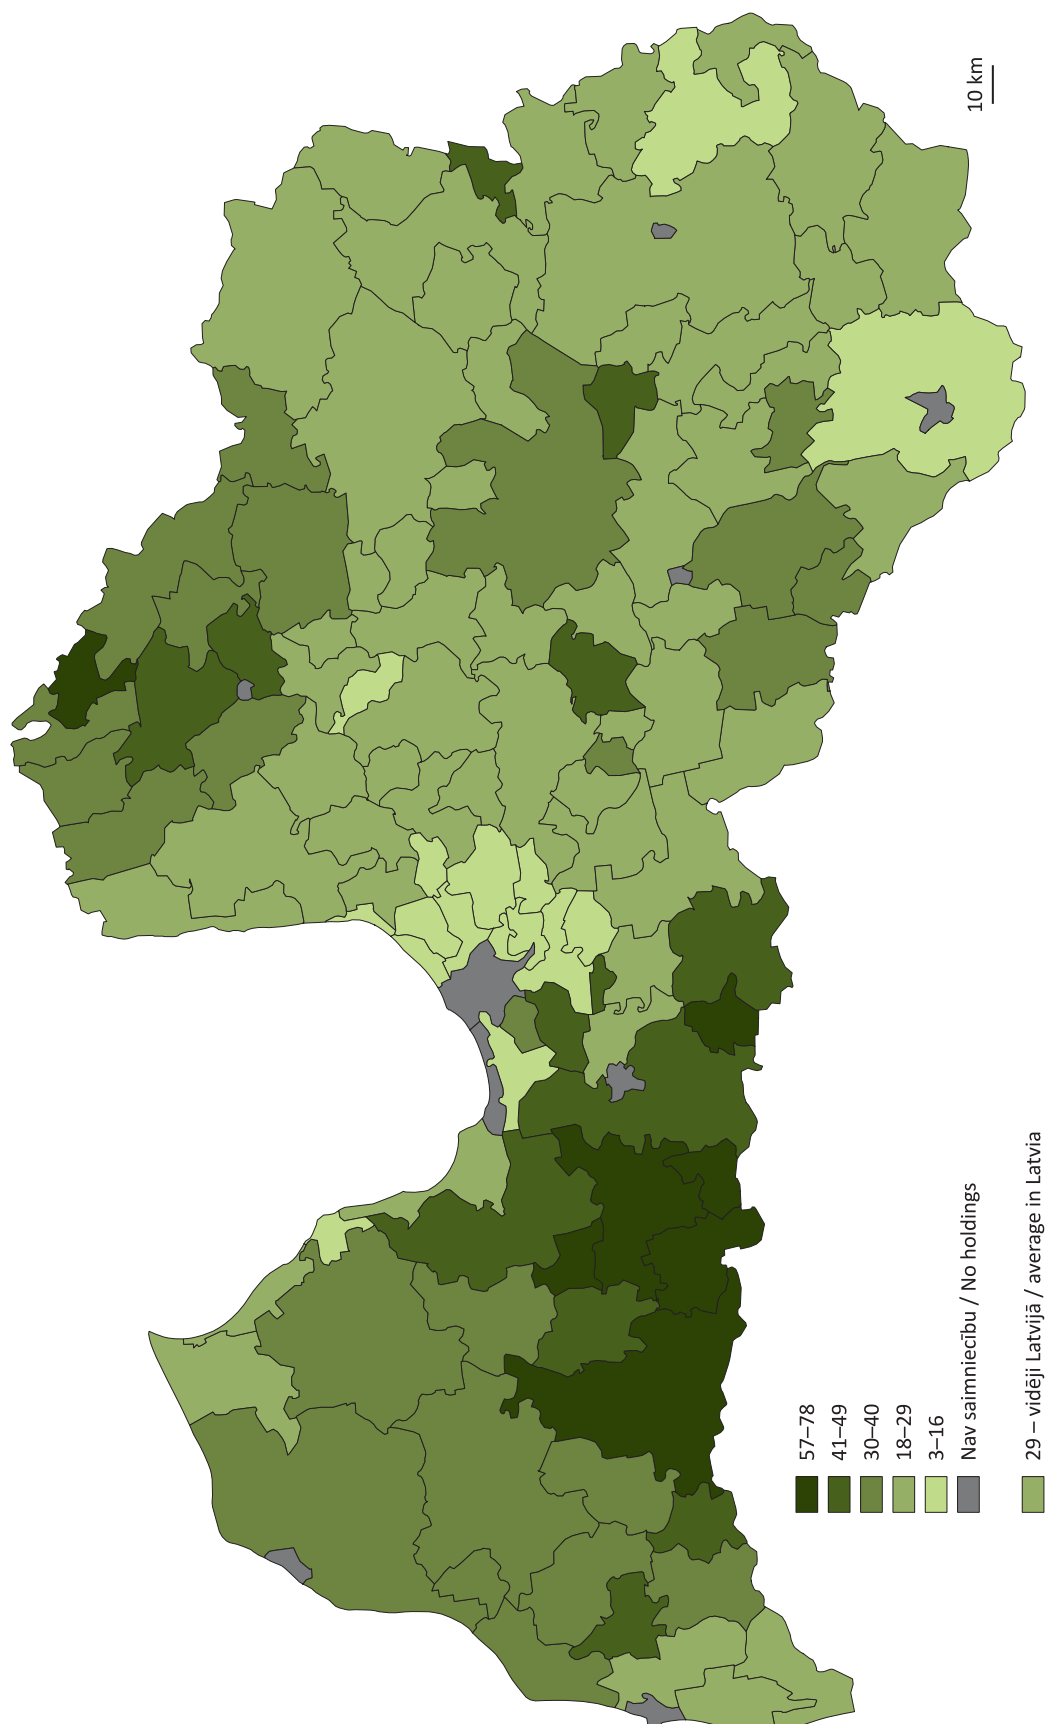 10 km
57–78
41–49
30–40
18–29
3–16
Nav saimniecību / No holdings
29 – vidēji Latvijā / average in Latvia